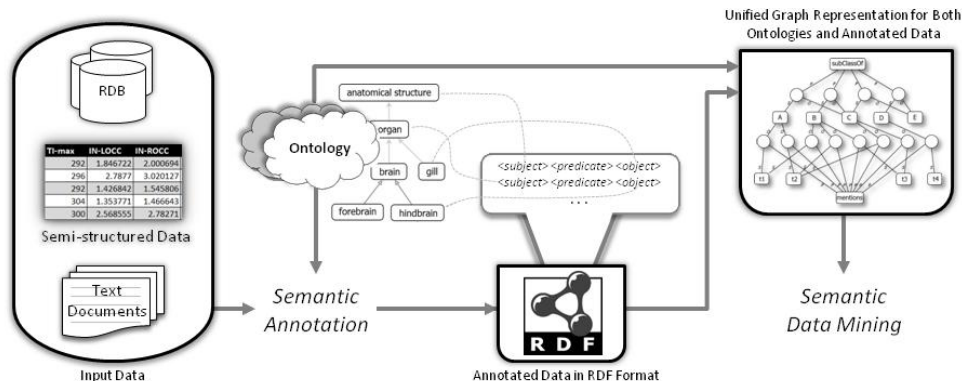 Unified Graph Representation for Both
Ontologies and Annotated Data
RDB
TI-max IN-LOCC IN-ROCC
292 1.846722 2.000694
296 2.7877 3.020127
292 1.426842 1.545806
304 1.353771 1.466643
300 2.568555 2.78271
Semi-structured Data
Text
Documents
Input Data
Ontology
anatomical structure
organ
brain
gill
forebrain
hindbrain
<subject> <predicate> <object>
<subject> <predicate> <object>
...
Semantic
Annotation
RDF
Annotated Data in RDF Format
subClassOf
A B C D E
t1 t2 t3 t4
mentions
Semantic
Data Mining